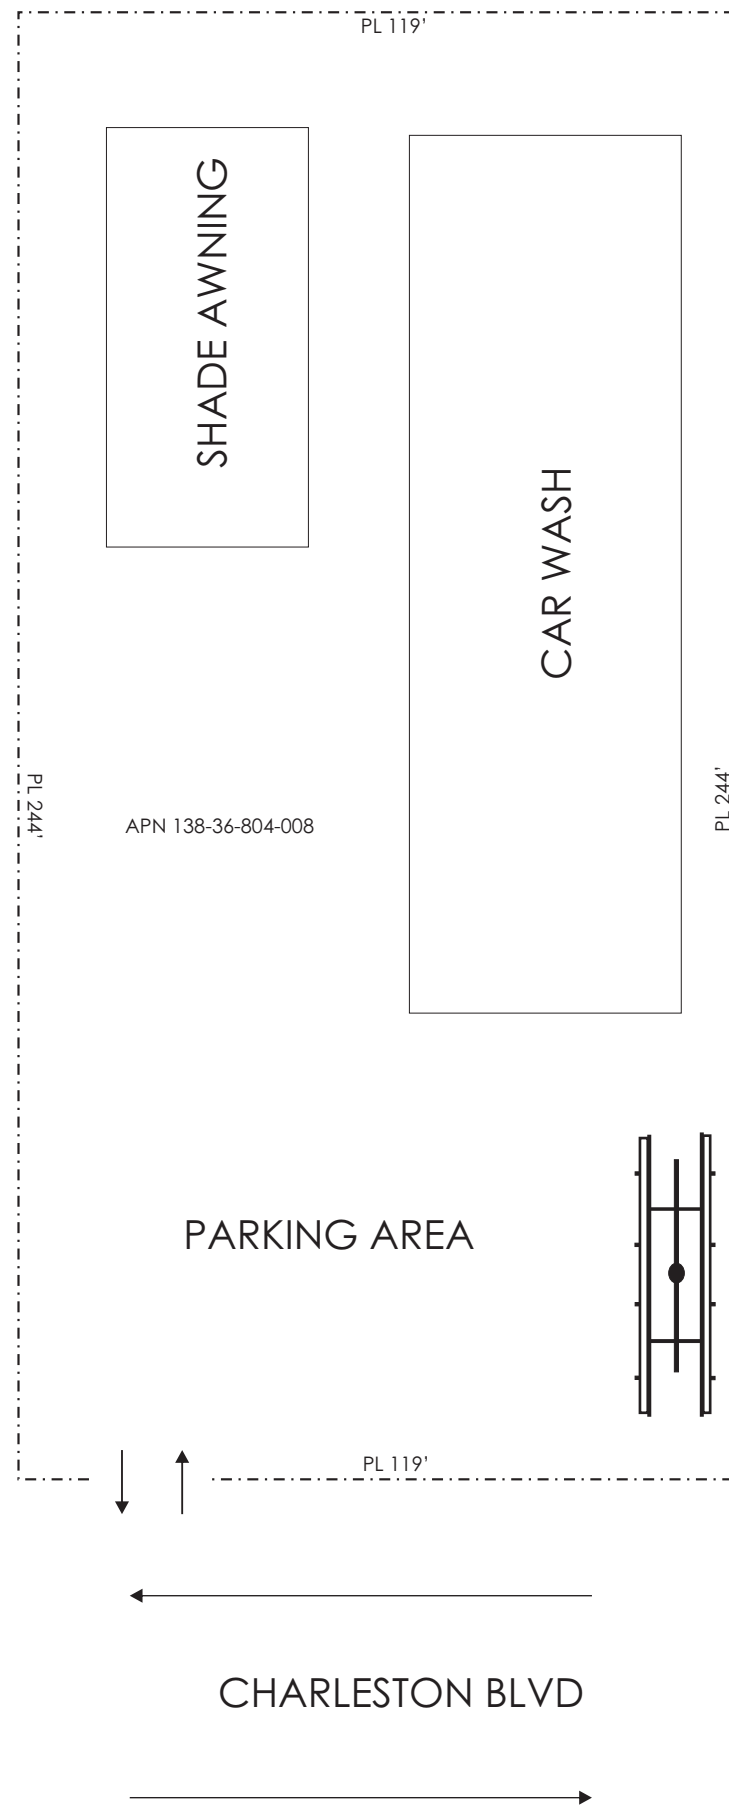 PL 119’
SHADE AWNING
CAR WASH
PL 244’
APN 138-36-804-008
PL 244’
PARKING AREA
PL 119’
CHARLESTON BLVD